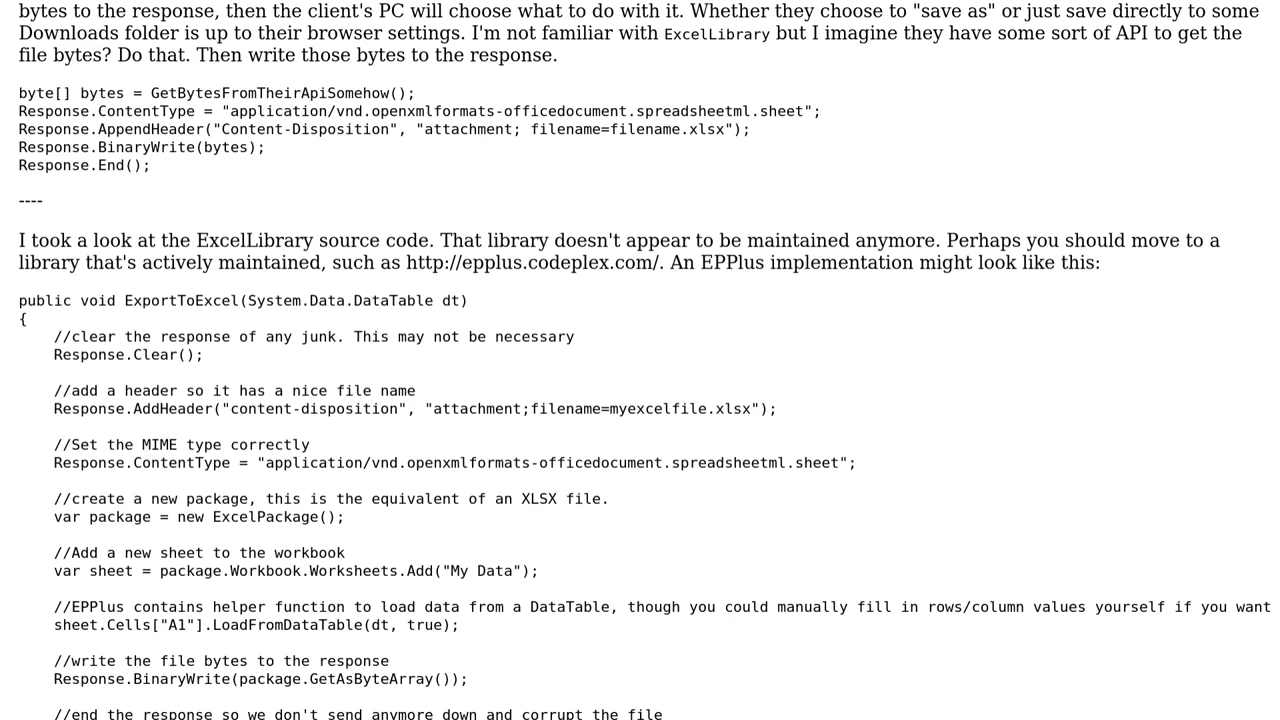 bytes to the response, then the client's PC will choose what to do with it. Whether they choose to "save as" or just save directly to some
Downloads folder is up to their browser settings. I'm not familiar with ExcelLibrary but I imagine they have some sort of API to get the
file bytes? Do that. Then write those bytes to the response.
byte[] bytes = GetBytesFromTheirApiSomehow();
Response.ContentType = "application/vnd.openxmlformats-officedocument.spreadsheetml.sheet";
Response.AppendHeader("Content-Disposition", "attachment; filename=filename.xlsx");
Response.BinaryWrite(bytes);
Response.End();
----
I took a look at the ExcelLibrary source code. That library doesn't appear to be maintained anymore. Perhaps you should move to a
library that's actively maintained, such as http://epplus.codeplex.com/. An EPPlus implementation might look like this:
public void ExportToExcel(System.Data.DataTable dt)
{
    //clear the response of any junk. This may not be necessary
    Response.Clear();
    //add a header so it has a nice file name
    Response.AddHeader("content-disposition", "attachment;filename=myexcelfile.xlsx");
    //Set the MIME type correctly
    Response.ContentType = "application/vnd.openxmlformats-officedocument.spreadsheetml.sheet";
    //create a new package, this is the equivalent of an XLSX file.
    var package = new ExcelPackage();
    //Add a new sheet to the workbook
    var sheet = package.Workbook.Worksheets.Add("My Data");
    //EPPlus contains helper function to load data from a DataTable, though you could manually fill in rows/column values yourself if you want
    sheet.Cells["A1"].LoadFromDataTable(dt, true);
    //write the file bytes to the response
    Response.BinaryWrite(package.GetAsByteArray());
    //end the response so we don't send anymore down and corrupt the file